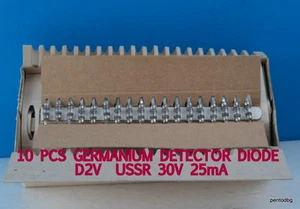 10 PCS GERMANIUM DETECTOR DIODE
D2V USSR 30V 25mA
pentodbg